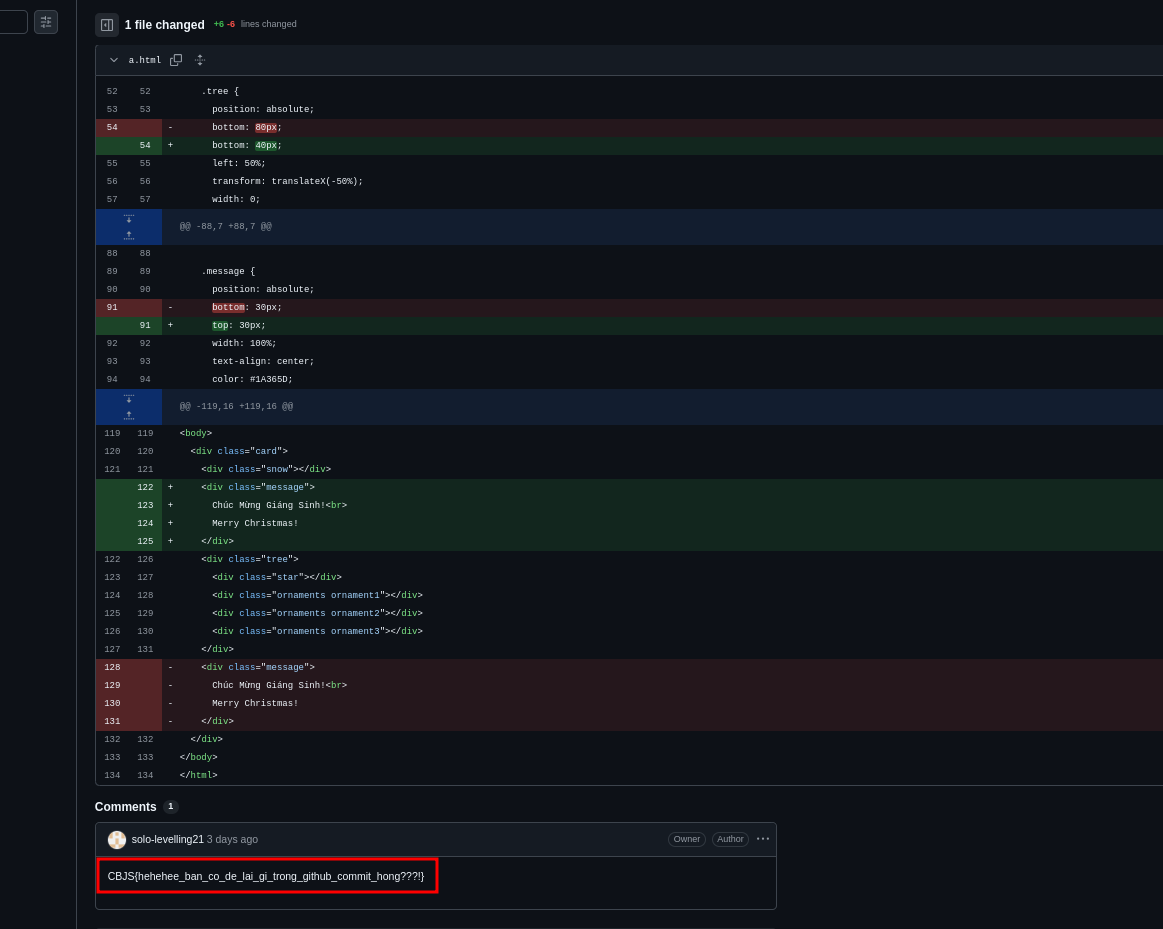 1 file changed +6 -6 lines changed
a.html
52 52 .tree {
53 53 position: absolute;
54 - bottom: 80px;
54 + bottom: 40px;
55 55 left: 50%;
56 56 transform: translateX(-50%);
57 57 width: 0;
@@ -88,7 +88,7 @@
88 88
89 89 .message {
90 90 position: absolute;
91 - bottom: 30px;
91 + top: 30px;
92 92 width: 100%;
93 93 text-align: center;
94 94 color: #1A365D;
@@ -119,16 +119,16 @@
119 119 <body>
120 120 <div class="card">
121 121 <div class="snow"></div>
122 + <div class="message">
123 + Chúc Mừng Giáng Sinh!<br>
124 + Merry Christmas!
125 + </div>
122 126 <div class="tree">
123 127 <div class="star"></div>
124 128 <div class="ornaments ornament1"></div>
125 129 <div class="ornaments ornament2"></div>
126 130 <div class="ornaments ornament3"></div>
127 131 </div>
128 - <div class="message">
129 - Chúc Mừng Giáng Sinh!<br>
130 - Merry Christmas!
131 - </div>
132 132 </div>
133 133 </body>
134 134 </html>
Comments 1
solo-levelling21 3 days ago Owner Author
CBJS{hehehee_ban_co_de_lai_gi_trong_github_commit_hong???!}